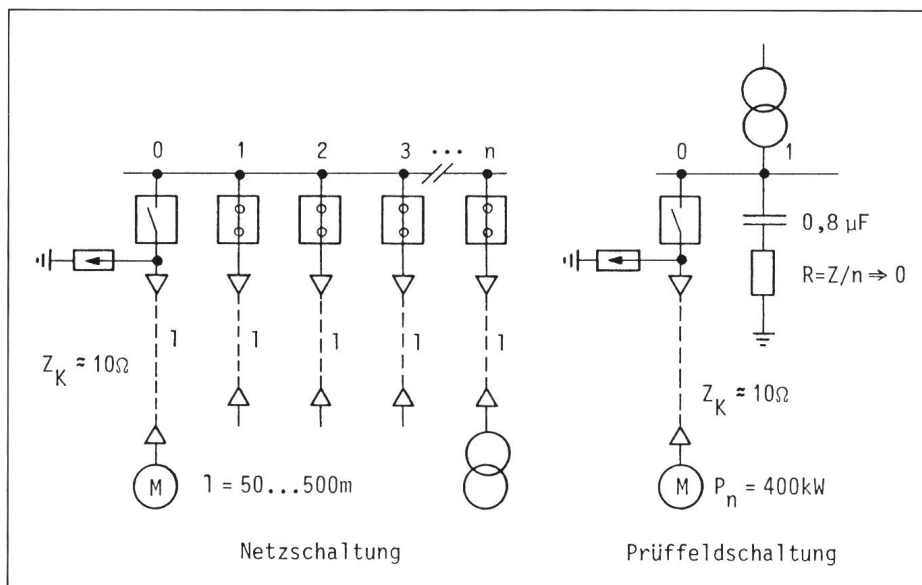 0 1 2 3 ··· n
l l l l
Z_K ≈ 10Ω
M l = 50...500m
Netzschaltung
0 1
0,8 µF
R=Z/n ⇒ 0
Z_K ≈ 10Ω
M P_n = 400kW
Prüffeldschaltung